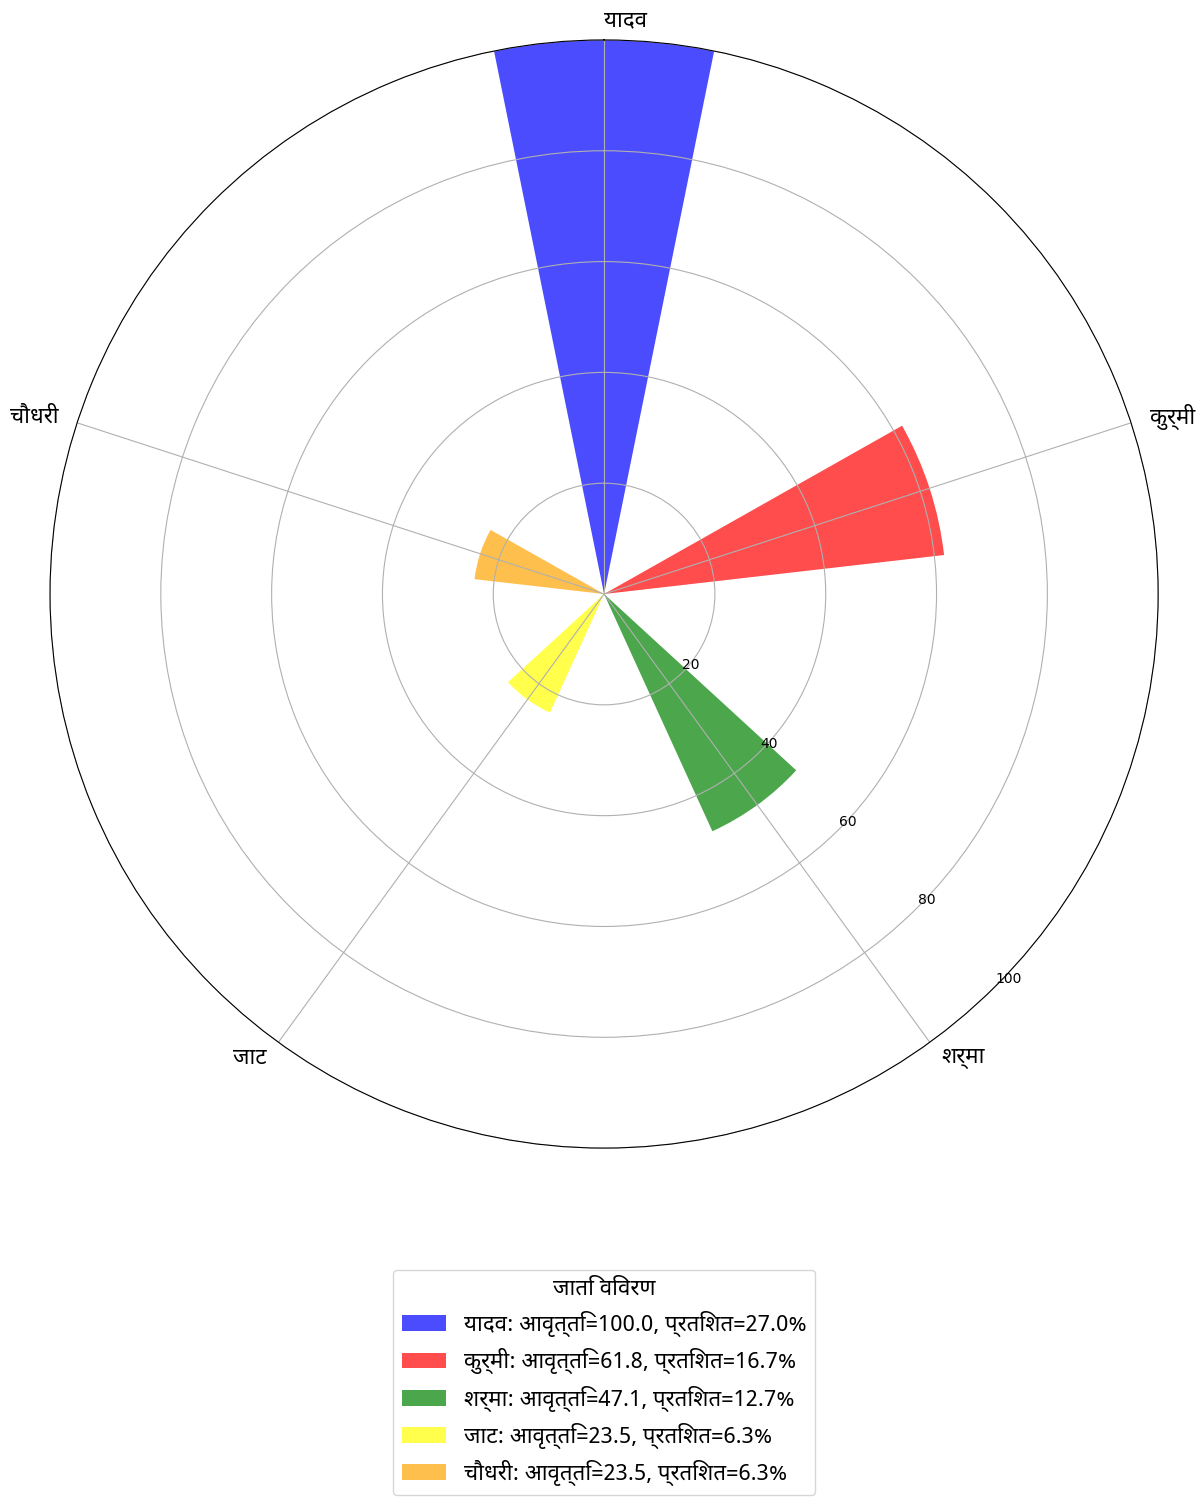 यादव
कुर्मी
चौधरी
20
40
60
80
100
जाट
शर्मा
जाति विवरण
यादव: आवृत्ति=100.0, प्रतिशत=27.0%
कुर्मी: आवृत्ति=61.8, प्रतिशत=16.7%
शर्मा: आवृत्ति=47.1, प्रतिशत=12.7%
जाट: आवृत्ति=23.5, प्रतिशत=6.3%
चौधरी: आवृत्ति=23.5, प्रतिशत=6.3%